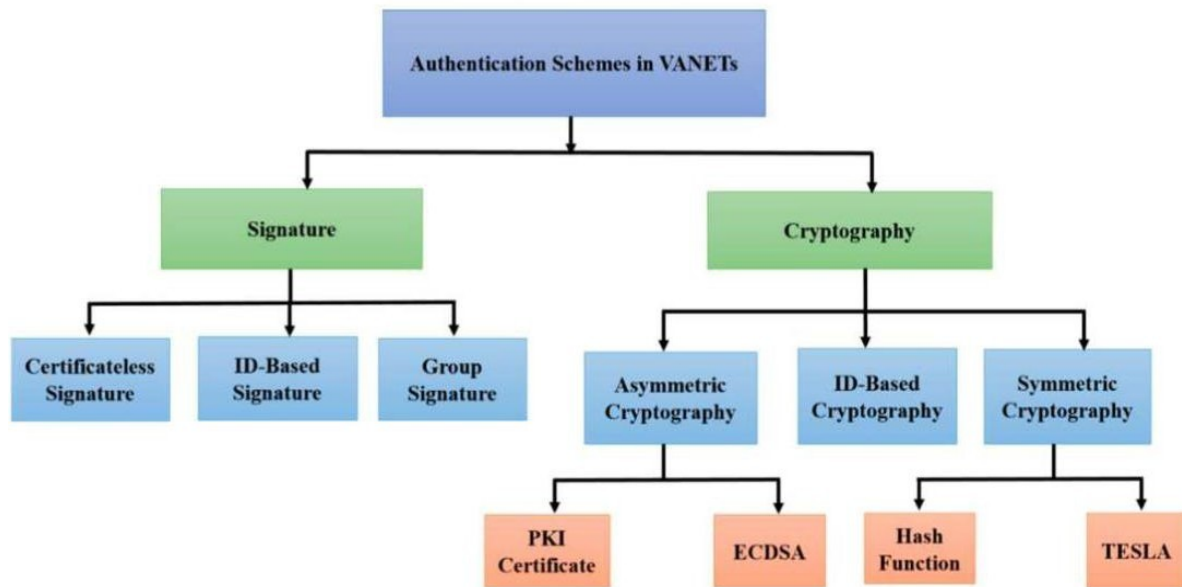 Authentication Schemes in VANETs
Signature
Cryptography
Certificateless
Signature
ID-Based
Signature
Group
Signature
Asymmetric
Cryptography
ID-Based
Cryptography
Symmetric
Cryptography
PKI
Certificate
ECDSA
Hash
Function
TESLA